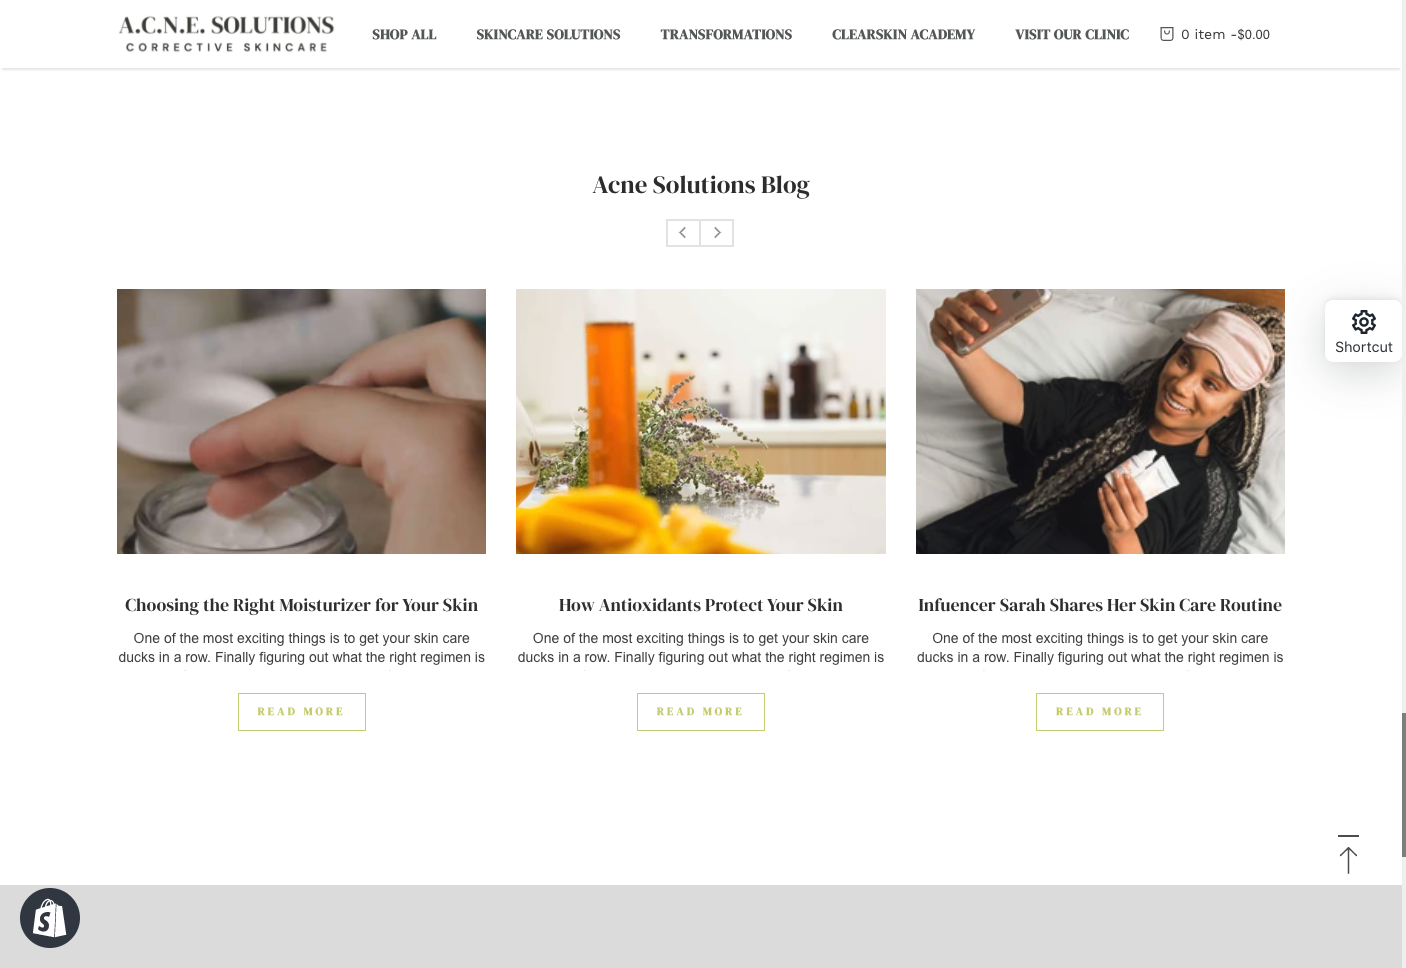 A.C.N.E. SOLUTIONS
CORRECTIVE SKINCARE
SHOP ALL
SKINCARE SOLUTIONS
TRANSFORMATIONS
CLEARSKIN ACADEMY
VISIT OUR CLINIC
0 item -$0.00
Acne Solutions Blog
Shortcut
Choosing the Right Moisturizer for Your Skin
One of the most exciting things is to get your skin care
ducks in a row. Finally figuring out what the right regimen is
READ MORE
How Antioxidants Protect Your Skin
One of the most exciting things is to get your skin care
ducks in a row. Finally figuring out what the right regimen is
READ MORE
Infuencer Sarah Shares Her Skin Care Routine
One of the most exciting things is to get your skin care
ducks in a row. Finally figuring out what the right regimen is
READ MORE